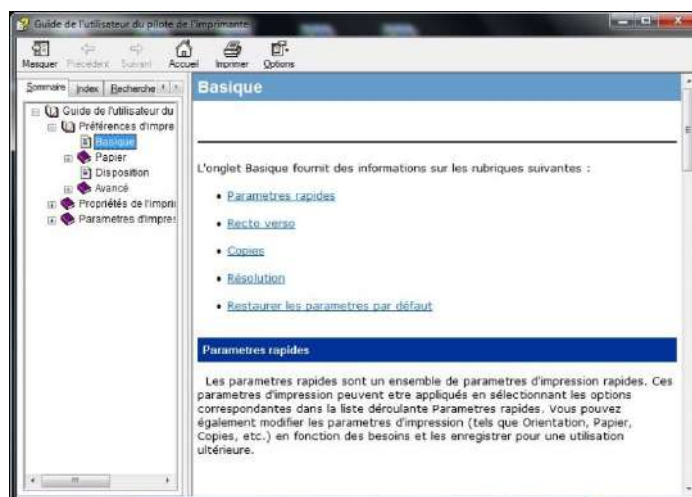 Guide de l'utilisateur du pilote de l'imprimante
Masquer Précédent Suivant Accueil Imprimer Options
Sommaire Index Recherche
Guide de l'utilisateur du
Préférences d'impre
Basique
Papier
Disposition
Avancé
Propriétés de l'impri
Parametres d'impres
Basique
L'onglet Basique fournit des informations sur les rubriques suivantes :
• Parametres rapides
• Recto verso
• Copies
• Résolution
• Restaurer les parametres par défaut
Parametres rapides
Les parametres rapides sont un ensemble de parametres d'impression rapides. Ces
parametres d'impression peuvent etre appliqués en sélectionnant les options
correspondantes dans la liste déroulante Parametres rapides. Vous pouvez
également modifier les parametres d'impression (tels que Orientation, Papier,
Copies, etc.) en fonction des besoins et les enregistrer pour une utilisation
ultérieure.